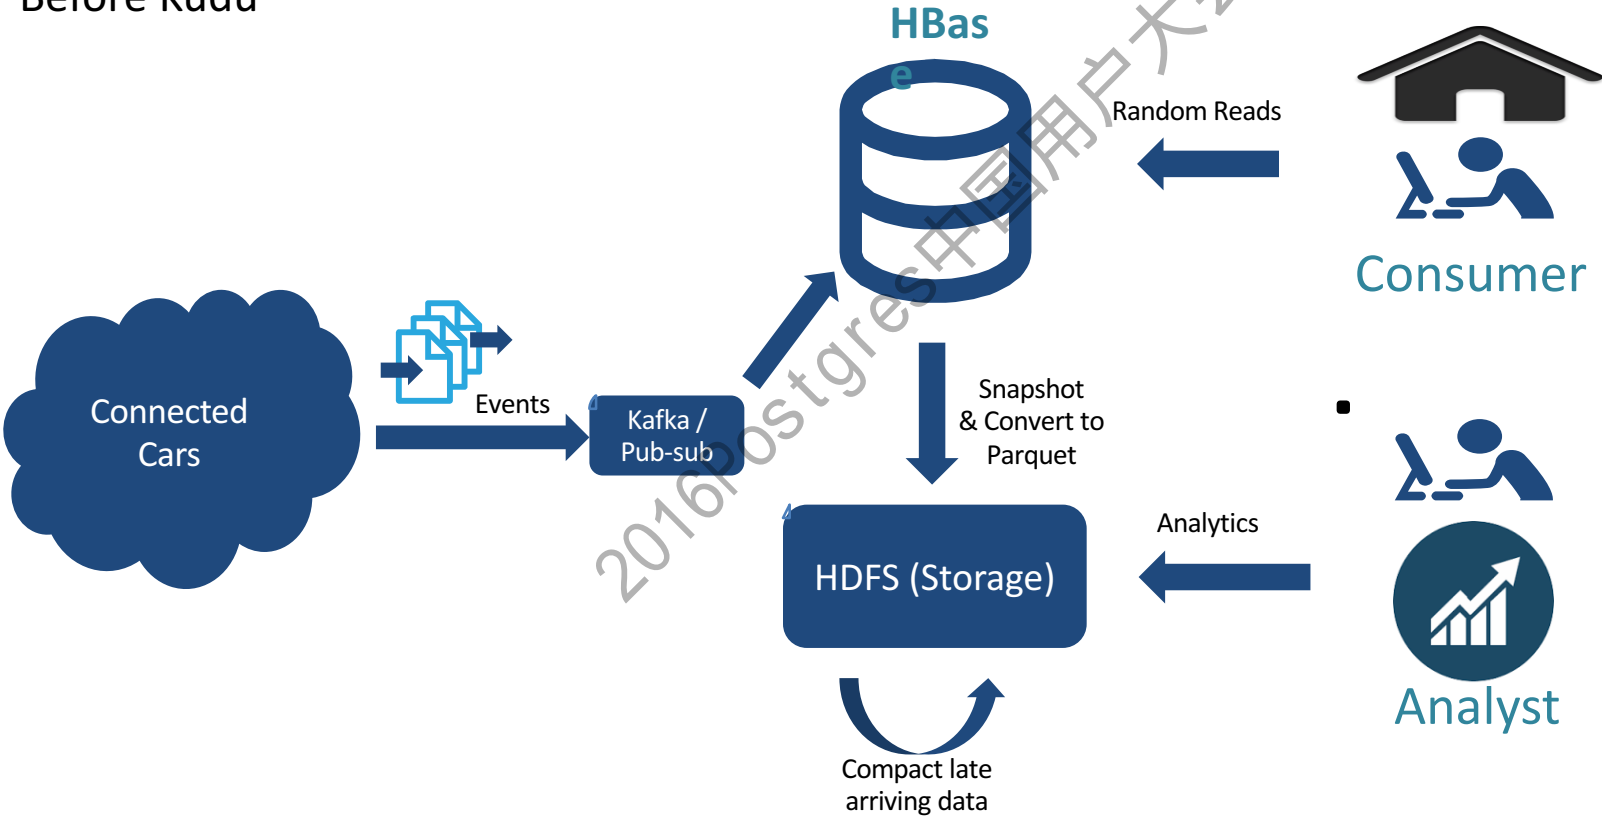 Before Kudu
HBas
e
Random Reads
Consumer
Connected
Cars
Events
Kafka /
Pub-sub
Snapshot
& Convert to
Parquet
HDFS (Storage)
Analytics
Analyst
Compact late
arriving data
2016Postgres中国用户大